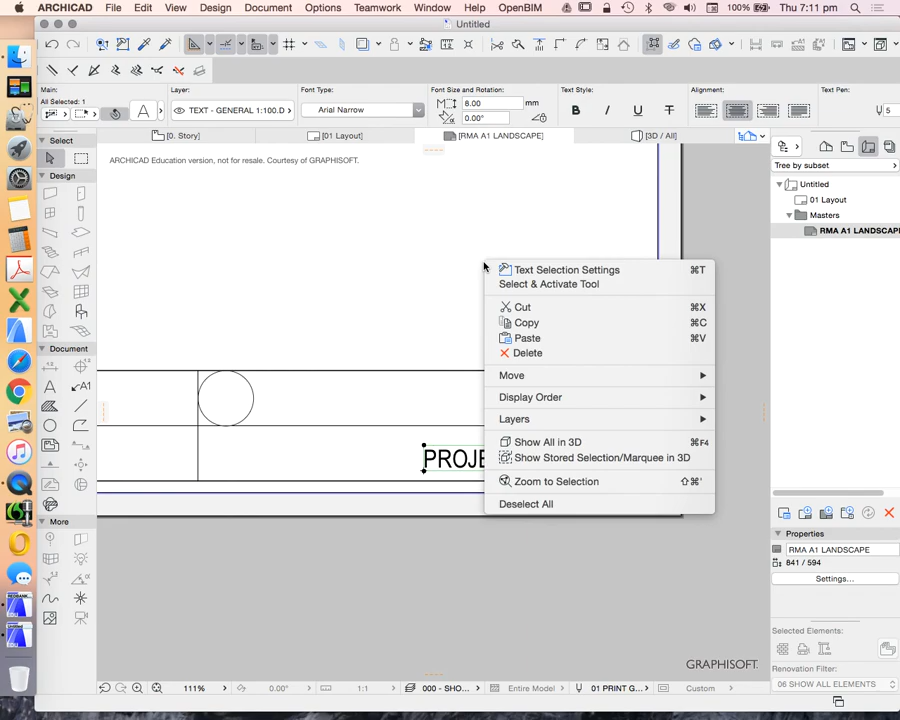 ARCHICAD File Edit View Design Document Options Teamwork Window OpenBIM 100% Thu 7:11 pm
Untitled
Main:
All Selected: 1
Layer:
TEXT - GENERAL 1:100.D
Font Type:
Arial Narrow
Font Size and Rotation:
8.00 mm
0.00°
Text Style:
B I U T
Alignment:
Text Pen:
5
[0. Story]
[01 Layout]
[RMA A1 LANDSCAPE]
[3D / All]
Select
Design
Document
More
ARCHICAD Education version, not for resale. Courtesy of GRAPHISOFT.
PROJE
Text Selection Settings ⌘T
Select & Activate Tool
Cut ⌘X
Copy ⌘C
Paste ⌘V
Delete
Move
Display Order
Layers
Show All in 3D ⌘F4
Show Stored Selection/Marquee in 3D
Zoom to Selection ⇧⌘'
Deselect All
Tree by subset
Untitled
01 Layout
Masters
RMA A1 LANDSCAPE
Properties
RMA A1 LANDSCAPE
841 / 594
Settings...
Selected Elements:
Renovation Filter:
06 SHOW ALL ELEMENTS
GRAPHISOFT.
111% 0.00° 1:1 000 - SHO... Entire Model 01 PRINT G... Custom